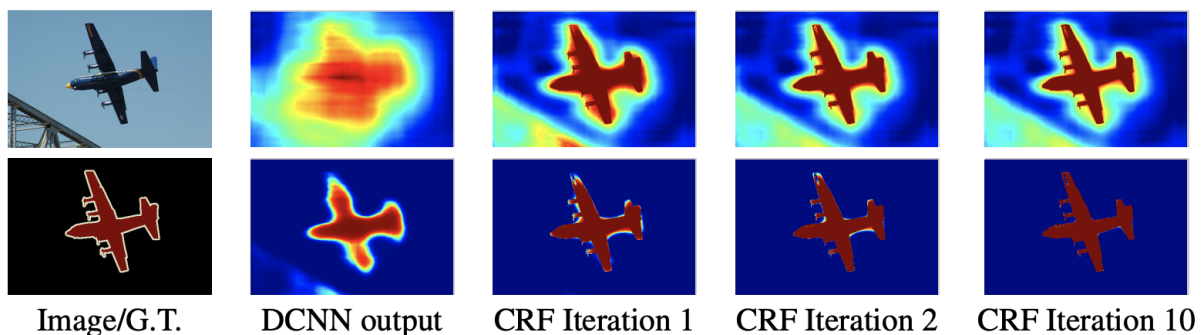 Image/G.T.
DCNN output
CRF Iteration 1
CRF Iteration 2
CRF Iteration 10